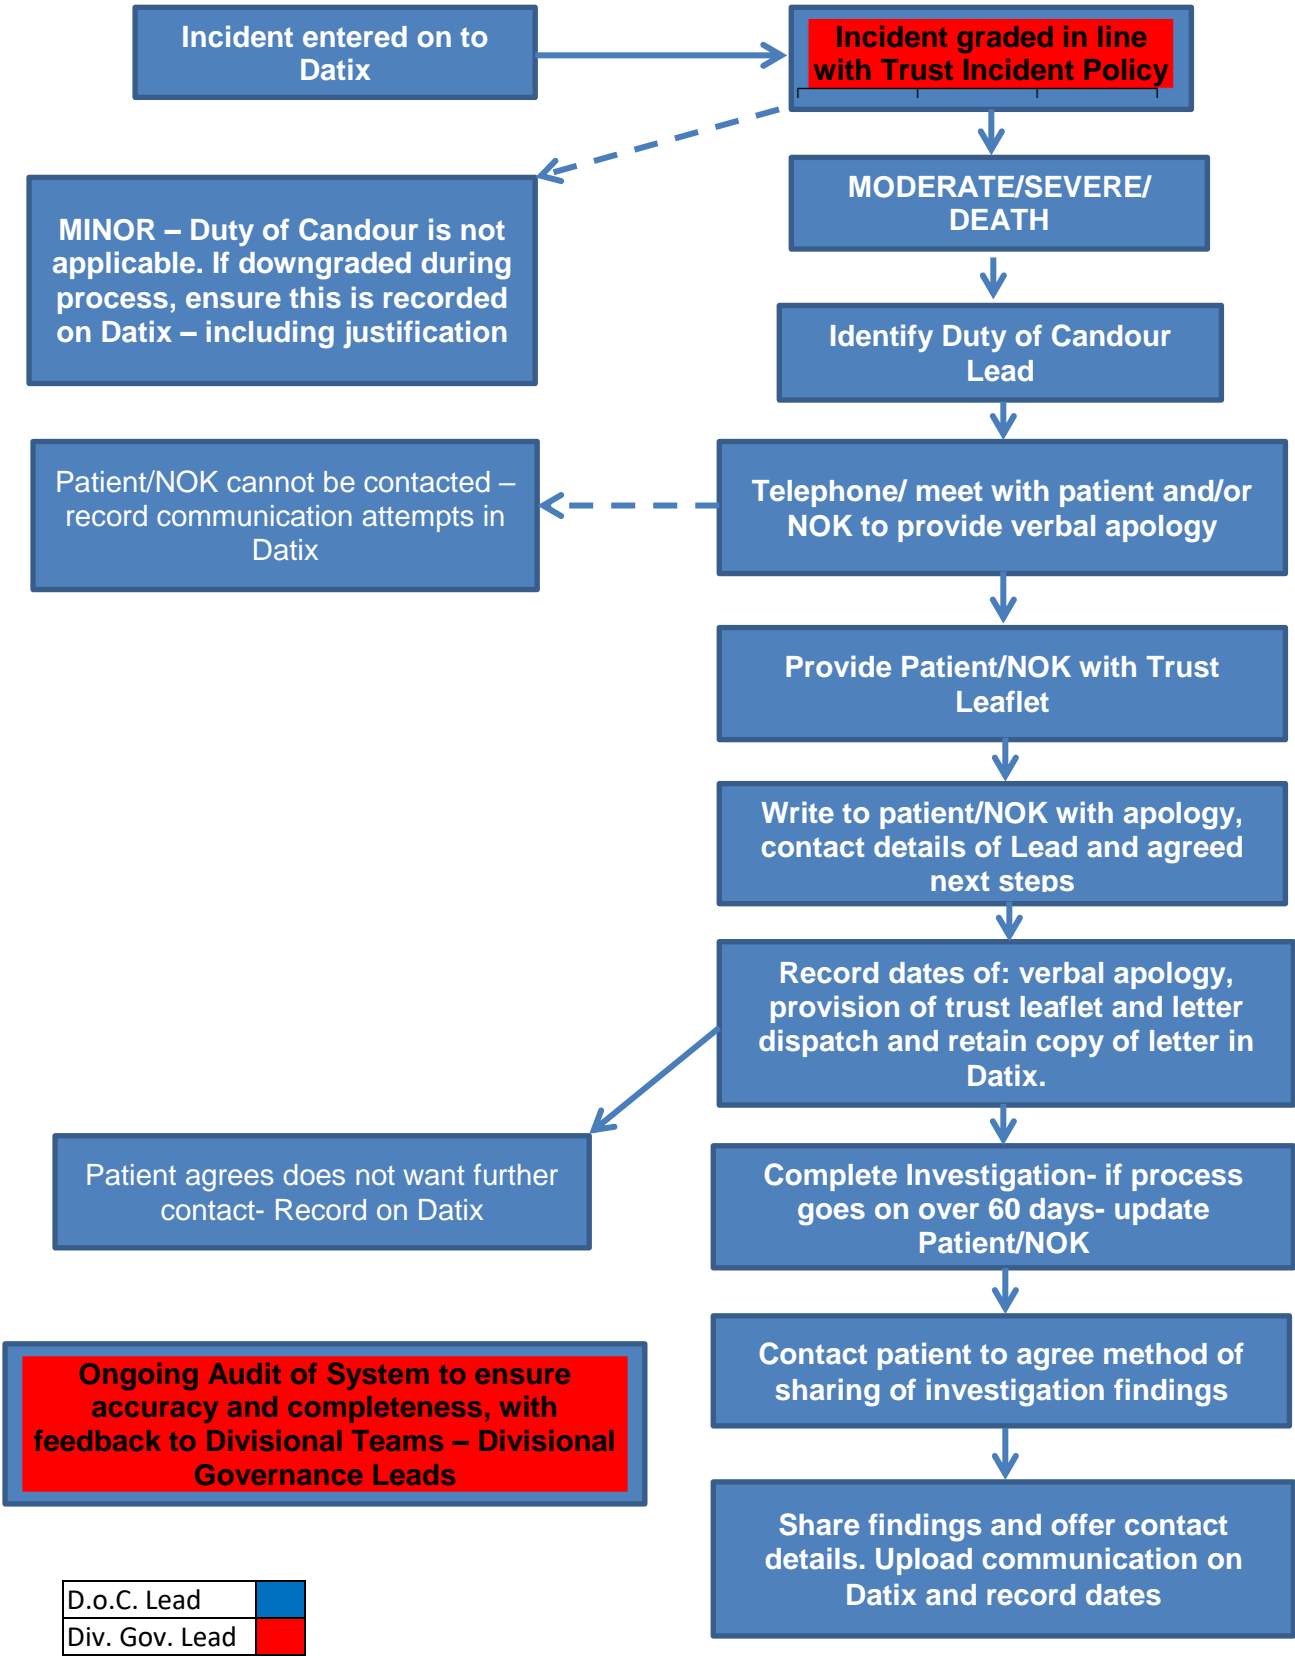 Incident entered on to
Datix
Incident graded in line
with Trust Incident Policy
MODERATE/SEVERE/
DEATH
MINOR – Duty of Candour is not
applicable. If downgraded during
process, ensure this is recorded
on Datix – including justification
Identify Duty of Candour
Lead
Patient/NOK cannot be contacted –
record communication attempts in
Datix
Telephone/ meet with patient and/or
NOK to provide verbal apology
Provide Patient/NOK with Trust
Leaflet
Write to patient/NOK with apology,
contact details of Lead and agreed
next steps
Record dates of: verbal apology,
provision of trust leaflet and letter
dispatch and retain copy of letter in
Datix.
Patient agrees does not want further
contact- Record on Datix
Complete Investigation- if process
goes on over 60 days- update
Patient/NOK
Contact patient to agree method of
sharing of investigation findings
Ongoing Audit of System to ensure
accuracy and completeness, with
feedback to Divisional Teams – Divisional
Governance Leads
Share findings and offer contact
details. Upload communication on
Datix and record dates
D.o.C. Lead
Div. Gov. Lead